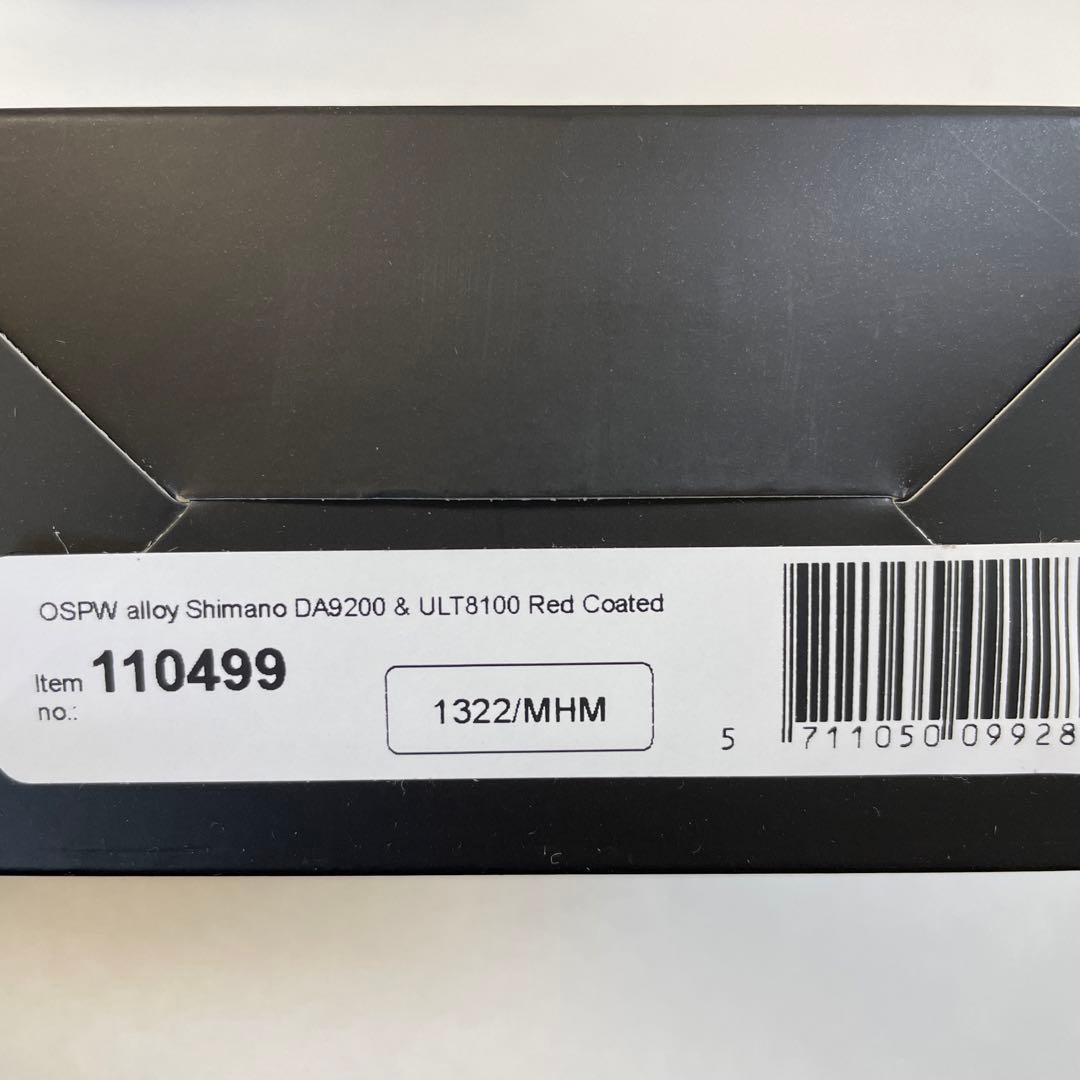 OSPW alloy Shimano DA9200 & ULT8100 Red Coated
Item no.: 110499
1322/MHM
5 711050 09928